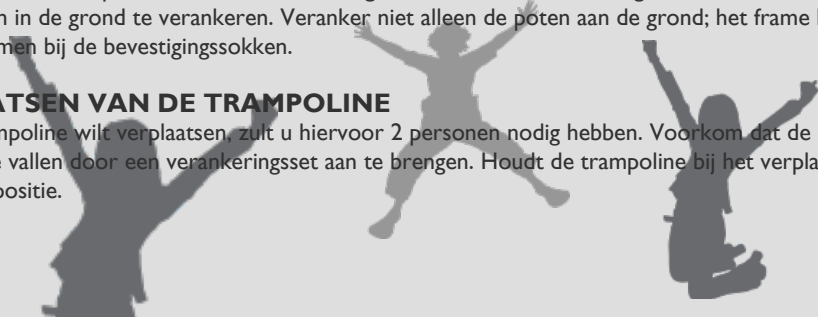 n in de grond te verankeren. Veranker niet alleen de poten aan de grond; het frame
men bij de bevestigingssokken.
ATSEN VAN DE TRAMPOLINE
mpoline wilt verplaatsen, zult u hiervoor 2 personen nodig hebben. Voorkom dat de
e vallen door een verankeringsset aan te brengen. Houdt de trampoline bij het verpla
positie.